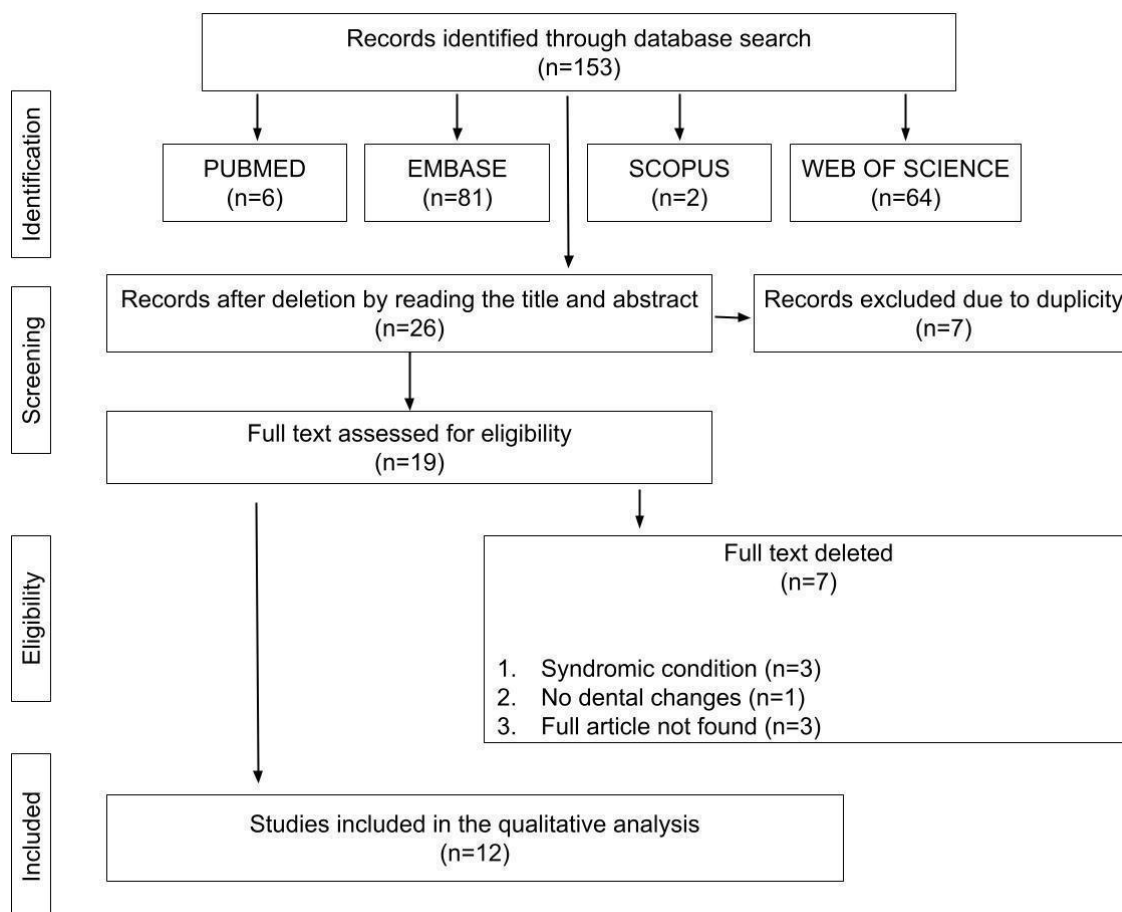 Records identified through database search
(n=153)
Identification
PUBMED
(n=6)
EMBASE
(n=81)
SCOPUS
(n=2)
WEB OF SCIENCE
(n=64)
Screening
Records after deletion by reading the title and abstract
(n=26)
Records excluded due to duplicity
(n=7)
Full text assessed for eligibility
(n=19)
Eligibility
Full text deleted
(n=7)
1. Syndromic condition (n=3)
2. No dental changes (n=1)
3. Full article not found (n=3)
Included
Studies included in the qualitative analysis
(n=12)